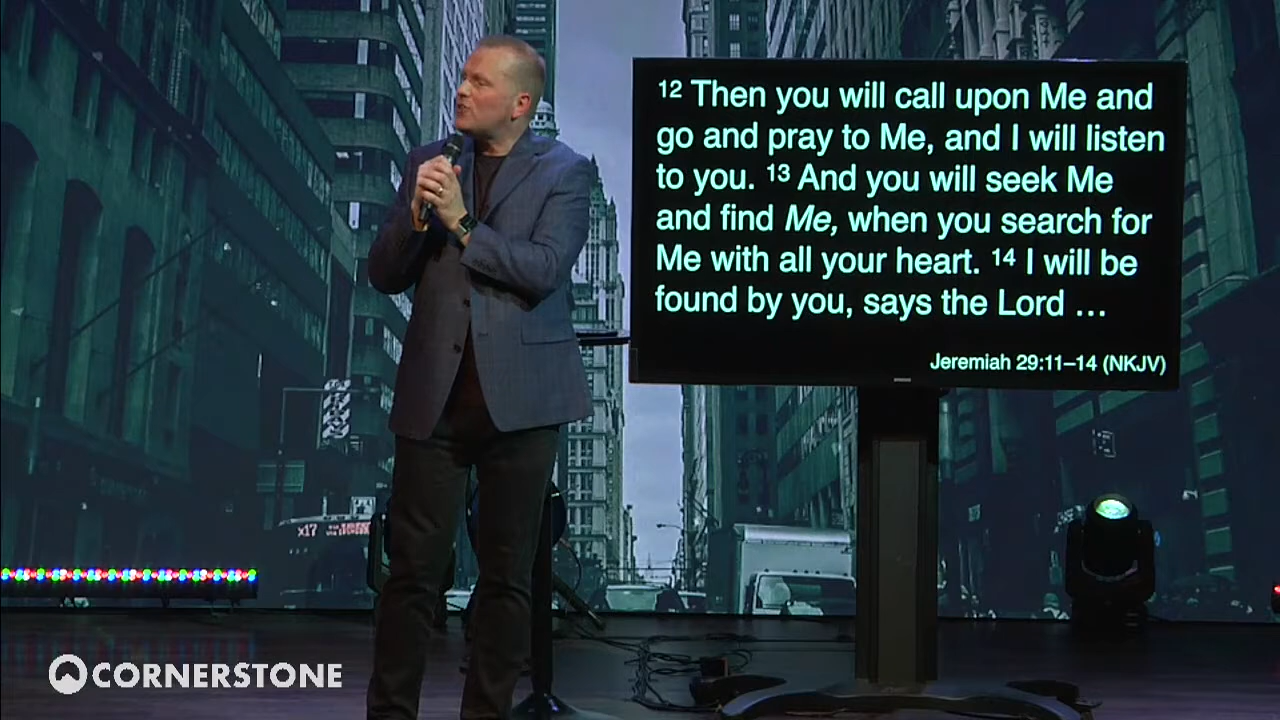 ¹² Then you will call upon Me and
go and pray to Me, and I will listen
to you. ¹³ And you will seek Me
and find Me, when you search for
Me with all your heart. ¹⁴ I will be
found by you, says the Lord …
Jeremiah 29:11–14 (NKJV)
x17
CORNERSTONE